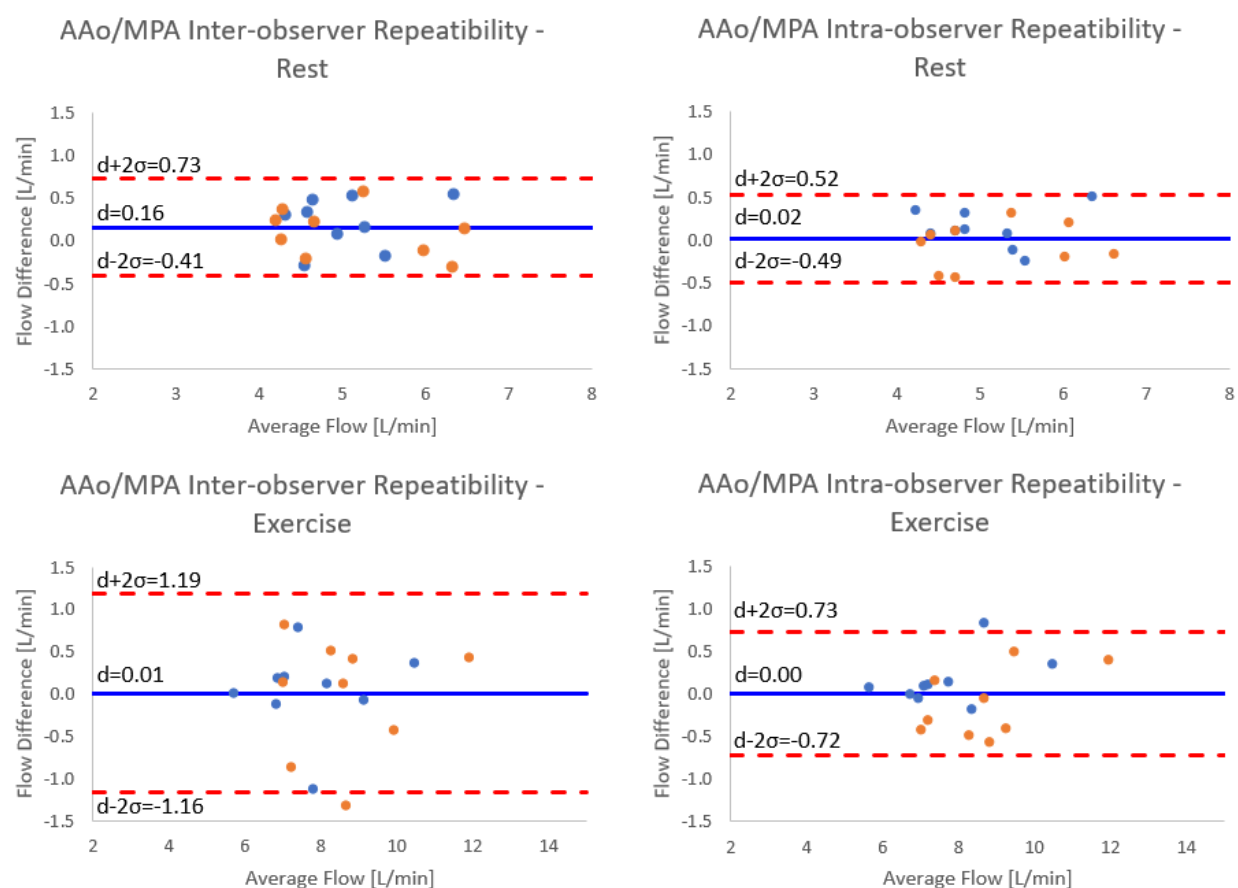 AAo/MPA Inter-observer Repeatibility -
Rest
1.5
1.0
0.5
0.0
-0.5
-1.0
-1.5
Flow Difference [L/min]
d+2σ=0.73
d=0.16
d-2σ=-0.41
2 3 4 5 6 7 8
Average Flow [L/min]
AAo/MPA Intra-observer Repeatibility -
Rest
1.5
1.0
0.5
0.0
-0.5
-1.0
-1.5
Flow Difference [L/min]
d+2σ=0.52
d=0.02
d-2σ=-0.49
2 3 4 5 6 7 8
Average Flow [L/min]
AAo/MPA Inter-observer Repeatibility -
Exercise
1.5
1.0
0.5
0.0
-0.5
-1.0
-1.5
Flow Difference [L/min]
d+2σ=1.19
d=0.01
d-2σ=-1.16
2 4 6 8 10 12 14
Average Flow [L/min]
AAo/MPA Intra-observer Repeatibility -
Exercise
1.5
1.0
0.5
0.0
-0.5
-1.0
-1.5
Flow Difference [L/min]
d+2σ=0.73
d=0.00
d-2σ=-0.72
2 4 6 8 10 12 14
Average Flow [L/min]